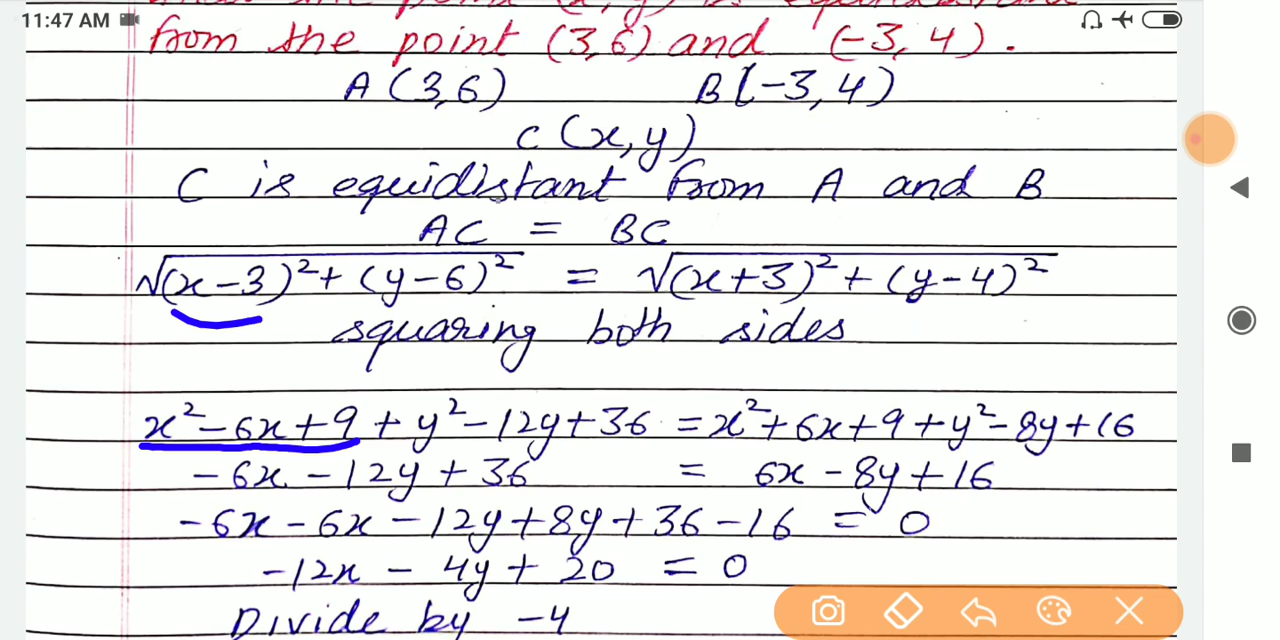 11:47 AM
from the point (3,6) and (-3, 4).
A (3,6) B(-3, 4)
C (x, y)
C is equidistant from A and B
AC = BC
√(x-3)²+(y-6)² = √(x+3)²+(y-4)²
squaring both sides
x²-6x+9+y²-12y+36 = x²+6x+9+y²-8y+16
-6x-12y+36 = 6x-8y+16
-6x-6x-12y+8y+36-16 = 0
-12x - 4y + 20 = 0
Divide by -4